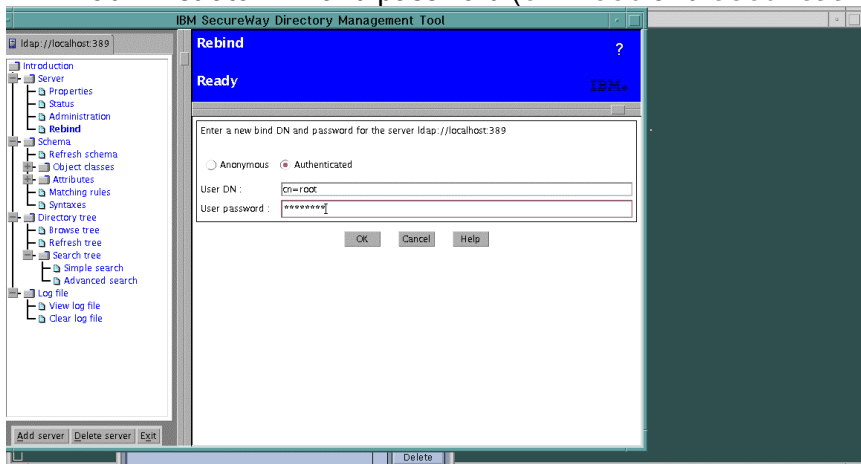 IBM SecureWay Directory Management Tool
ldap://localhost:389
Introduction
Server
Properties
Status
Administration
Rebind
Schema
Refresh schema
Object classes
Attributes
Matching rules
Syntaxes
Directory tree
Browse tree
Refresh tree
Search tree
Simple search
Advanced search
Log file
View log file
Clear log file
Add server Delete server Exit
Rebind
?
Ready
IBM
Enter a new bind DN and password for the server ldap://localhost:389
Anonymous Authenticated
User DN : cn=root
User password : ********
OK Cancel Help
Delete